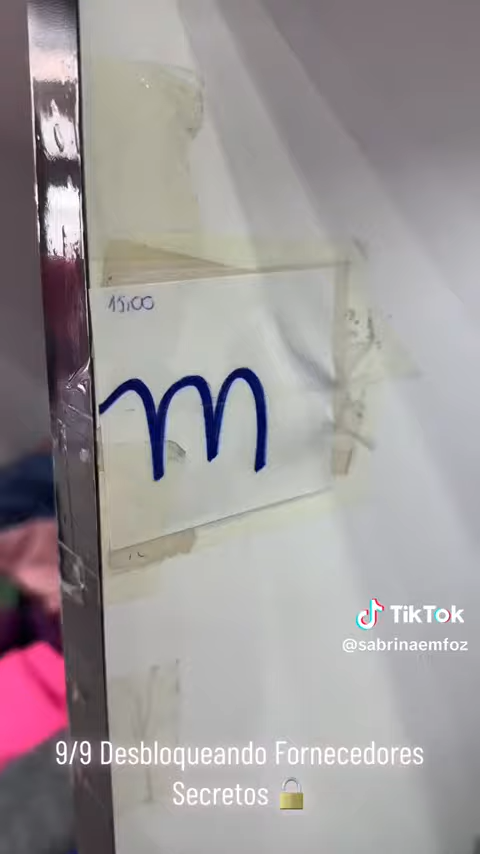 15,00
m
TikTok
@sabrinaemfoz
9/9 Desbloqueando Fornecedores
Secretos 🔒